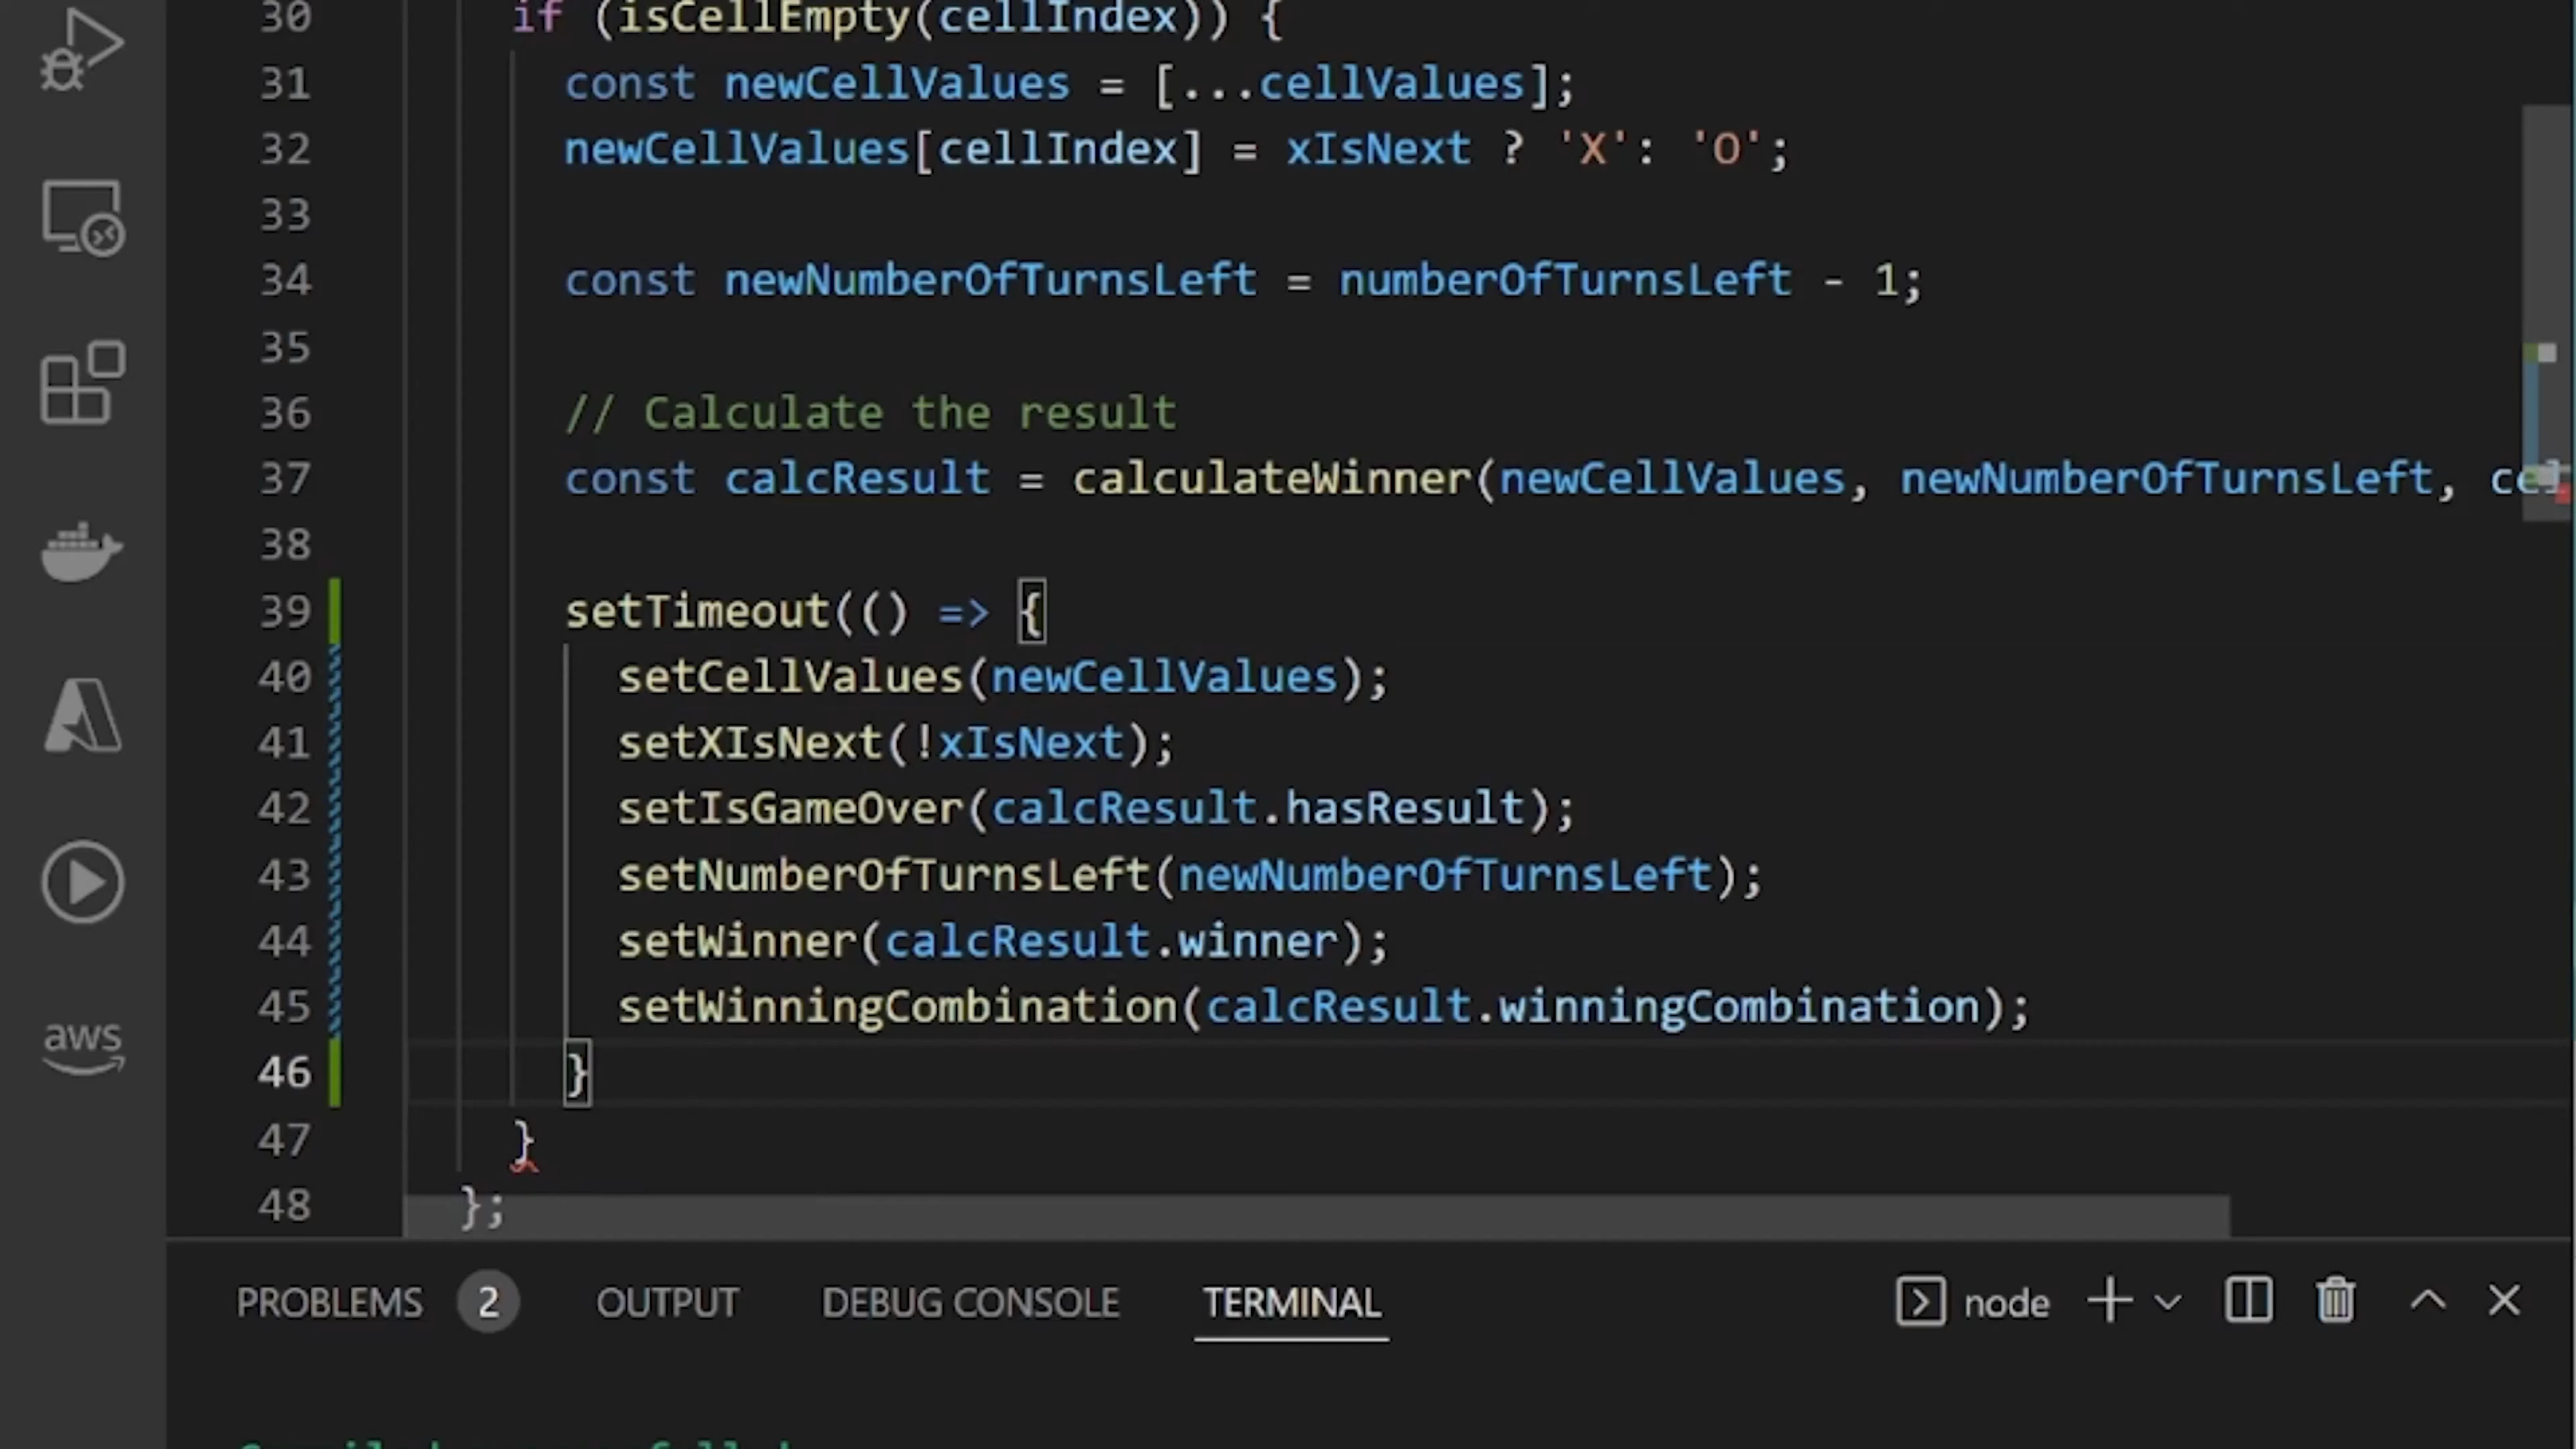 30 if (isCellEmpty(cellIndex)) {
31 const newCellValues = [...cellValues];
32 newCellValues[cellIndex] = xIsNext ? 'X': 'O';
33
34 const newNumberOfTurnsLeft = numberOfTurnsLeft - 1;
35
36 // Calculate the result
37 const calcResult = calculateWinner(newCellValues, newNumberOfTurnsLeft, cel
38
39 setTimeout(() => {
40 setCellValues(newCellValues);
41 setXIsNext(!xIsNext);
42 setIsGameOver(calcResult.hasResult);
43 setNumberOfTurnsLeft(newNumberOfTurnsLeft);
44 setWinner(calcResult.winner);
45 setWinningCombination(calcResult.winningCombination);
46 }
47 }
48 };
aws
PROBLEMS 2 OUTPUT DEBUG CONSOLE TERMINAL node